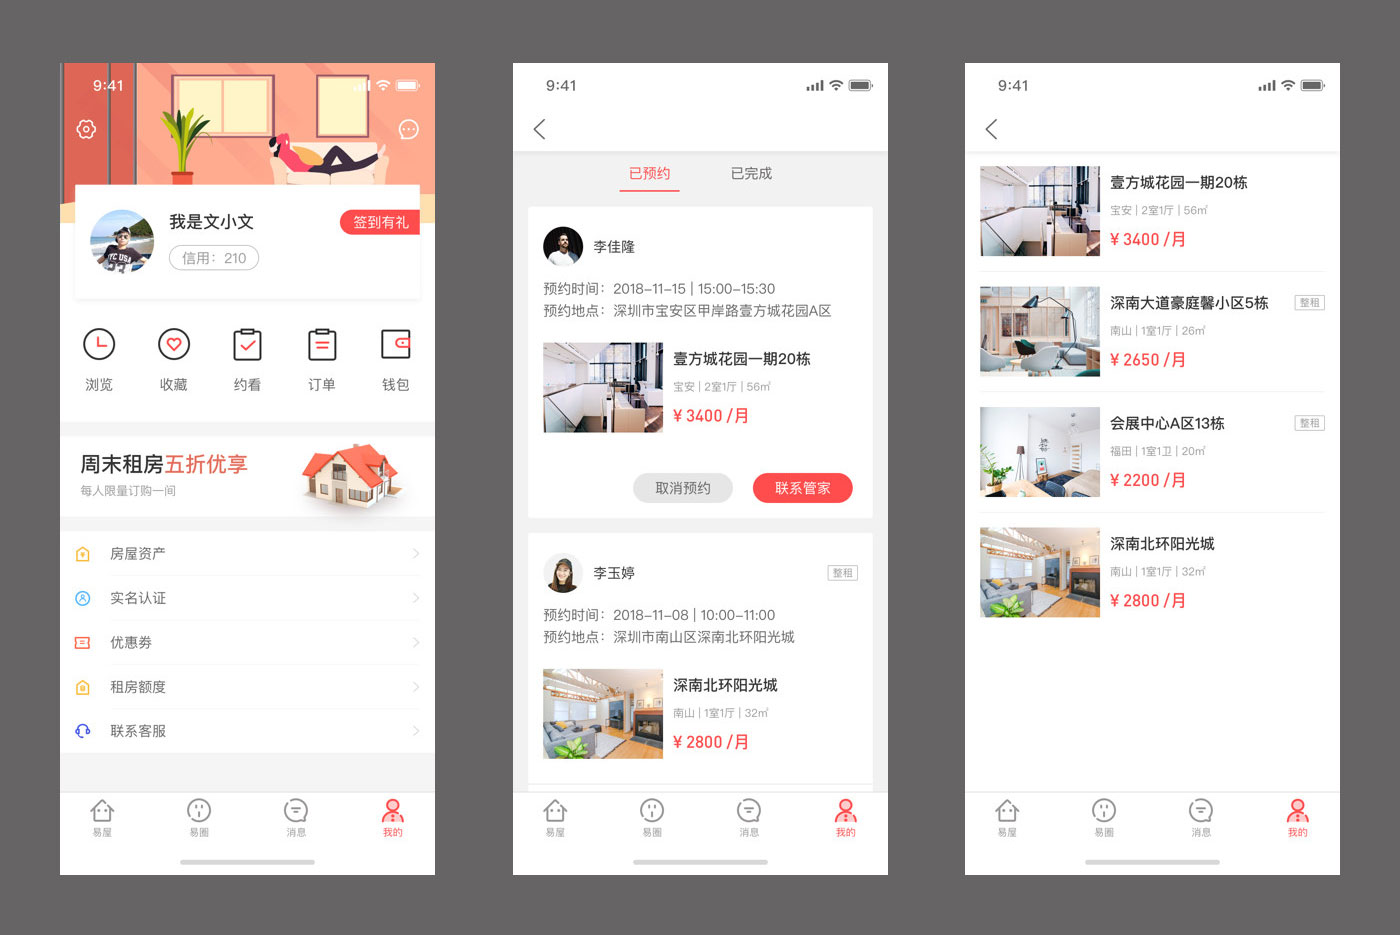 9:41
我是文小文
签到有礼
信用：210
浏览
收藏
约看
订单
钱包
周末租房五折优享
每人限量订购一间
房屋资产
实名认证
优惠劵
租房额度
联系客服
易屋
易圈
消息
我的
9:41
已预约
已完成
李佳隆
预约时间：2018-11-15 | 15:00-15:30
预约地点：深圳市宝安区甲岸路壹方城花园A区
壹方城花园一期20栋
宝安 | 2室1厅 | 56㎡
¥ 3400 /月
取消预约
联系管家
李玉婷
整租
预约时间：2018-11-08 | 10:00-11:00
预约地点：深圳市南山区深南北环阳光城
深南北环阳光城
南山 | 1室1厅 | 32㎡
¥ 2800 /月
易屋
易圈
消息
我的
9:41
壹方城花园一期20栋
宝安 | 2室1厅 | 56㎡
¥ 3400 /月
深南大道豪庭馨小区5栋
整租
南山 | 1室1厅 | 26㎡
¥ 2650 /月
会展中心A区13栋
整租
福田 | 1室1卫 | 20㎡
¥ 2200 /月
深南北环阳光城
南山 | 1室1厅 | 32㎡
¥ 2800 /月
易屋
易圈
消息
我的